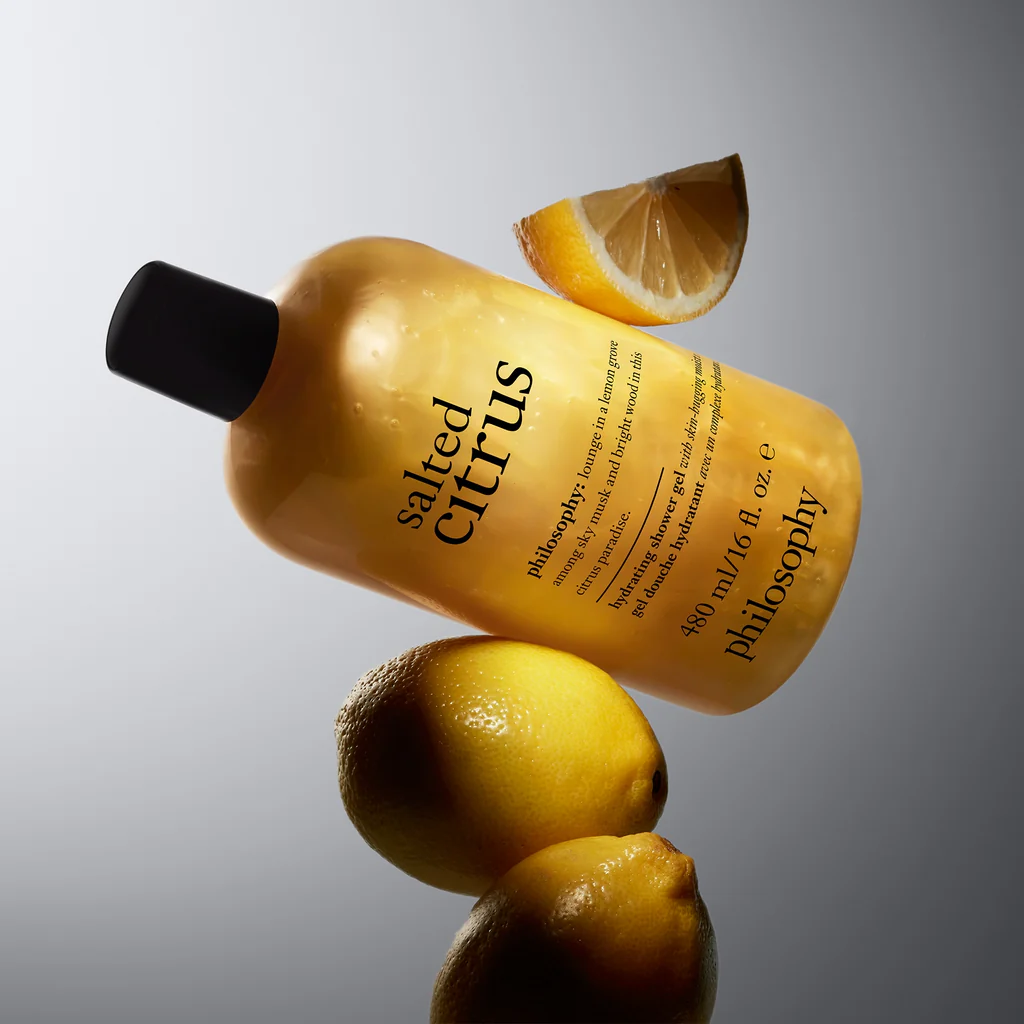 salted
citrus
philosophy: lounge in a lemon grove
among sky musk and bright wood in this
citrus paradise.
hydrating shower gel with skin-hugging
gel douche hydratant avec un complexe
480 ml/16 fl. oz. e
philosophy